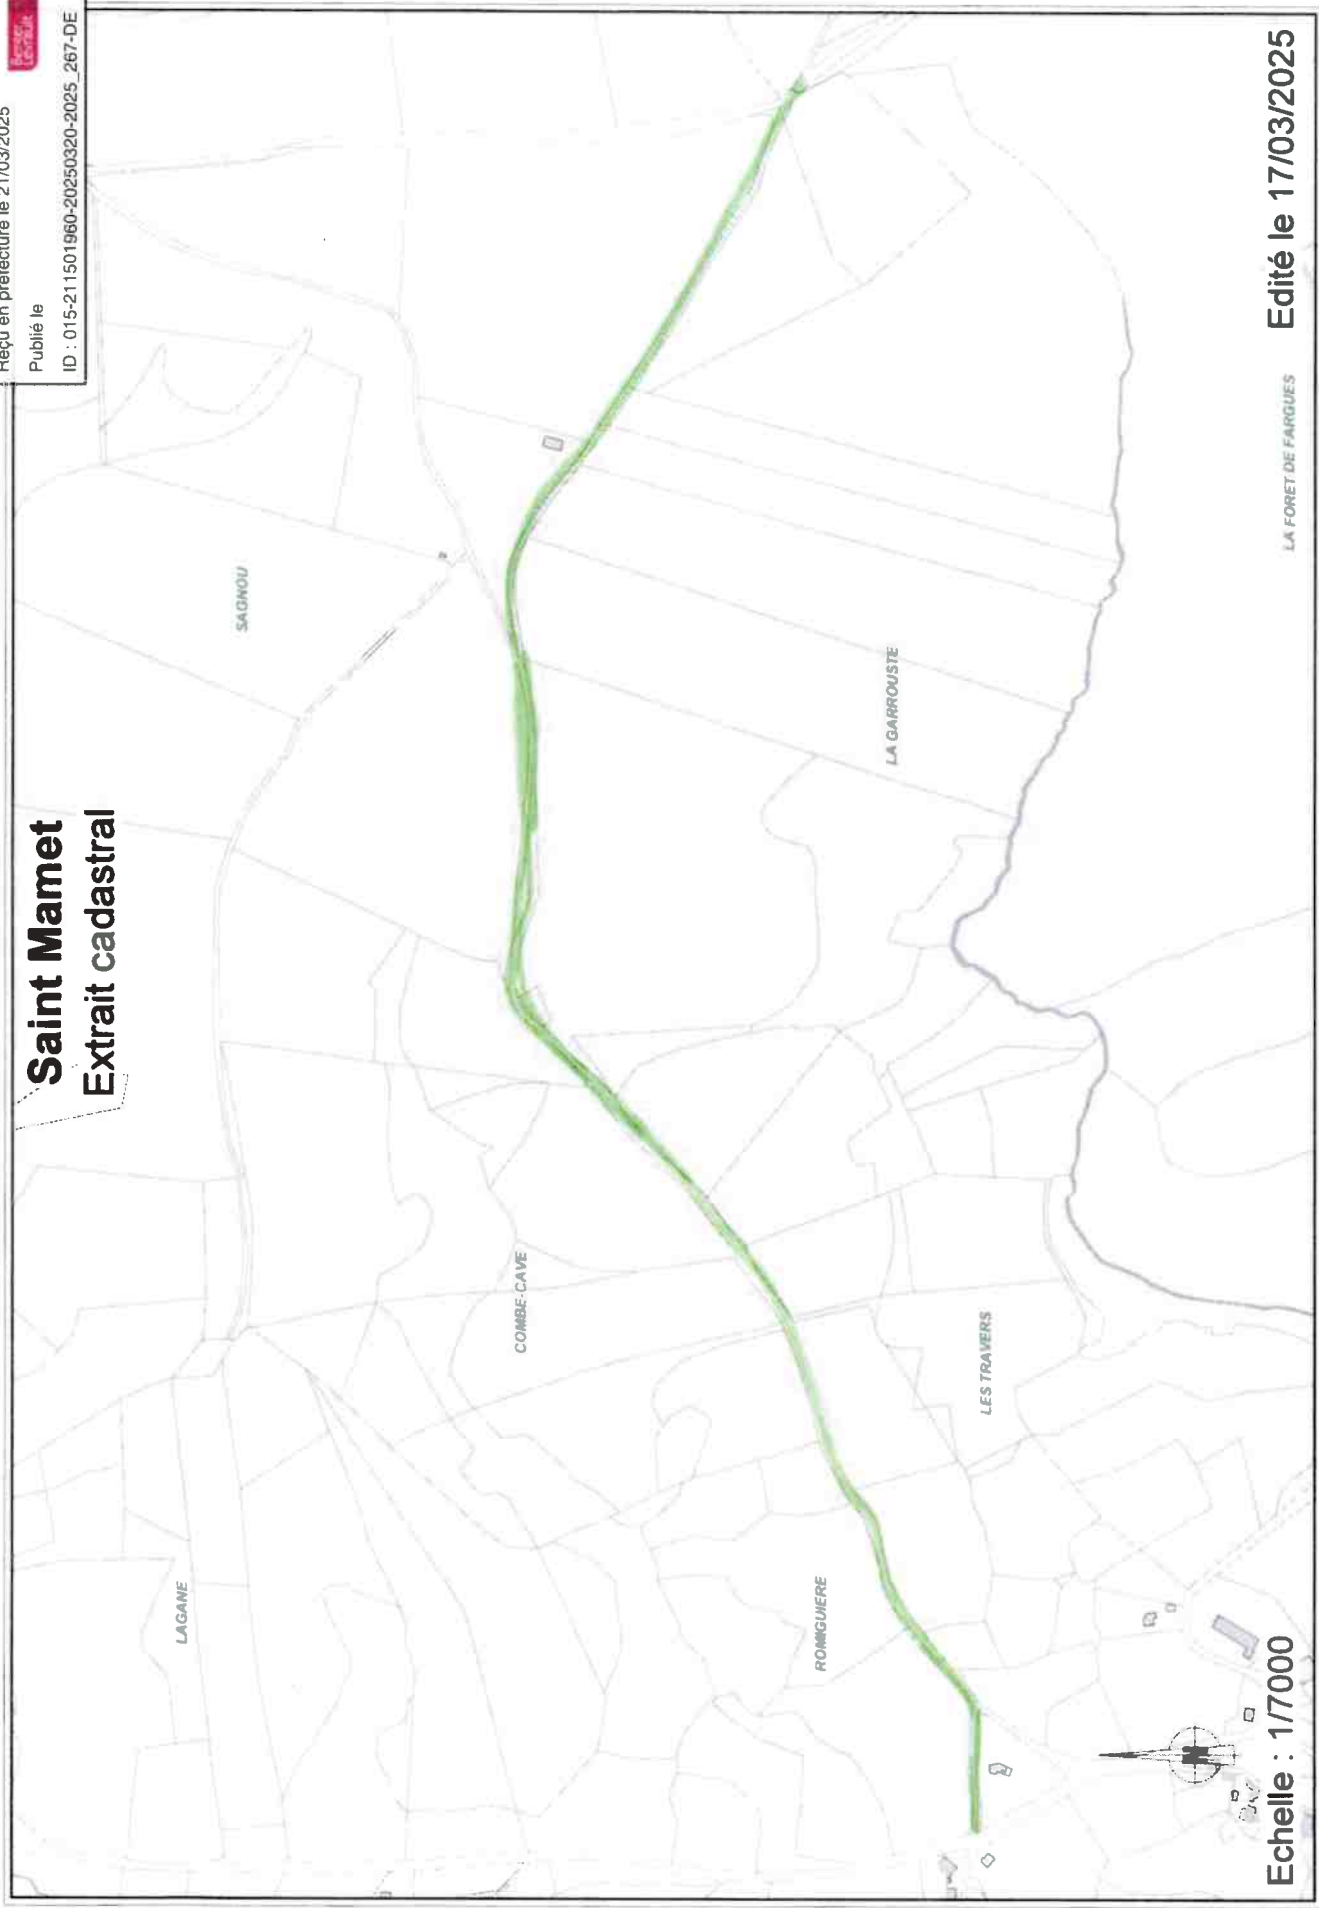 Reçu en préfecture le 21/03/2025
Berger
Levrault
Publié le
ID : 015-211501960-20250320-2025_267-DE
Saint Mamet
Extrait cadastral
SAGNOU
LAGANE
COMBE-CAVE
LA GARROUSTE
ROMIGUIERE
LES TRAVERS
LA FORET DE FARGUES
N
Echelle : 1/7000
Edité le 17/03/2025